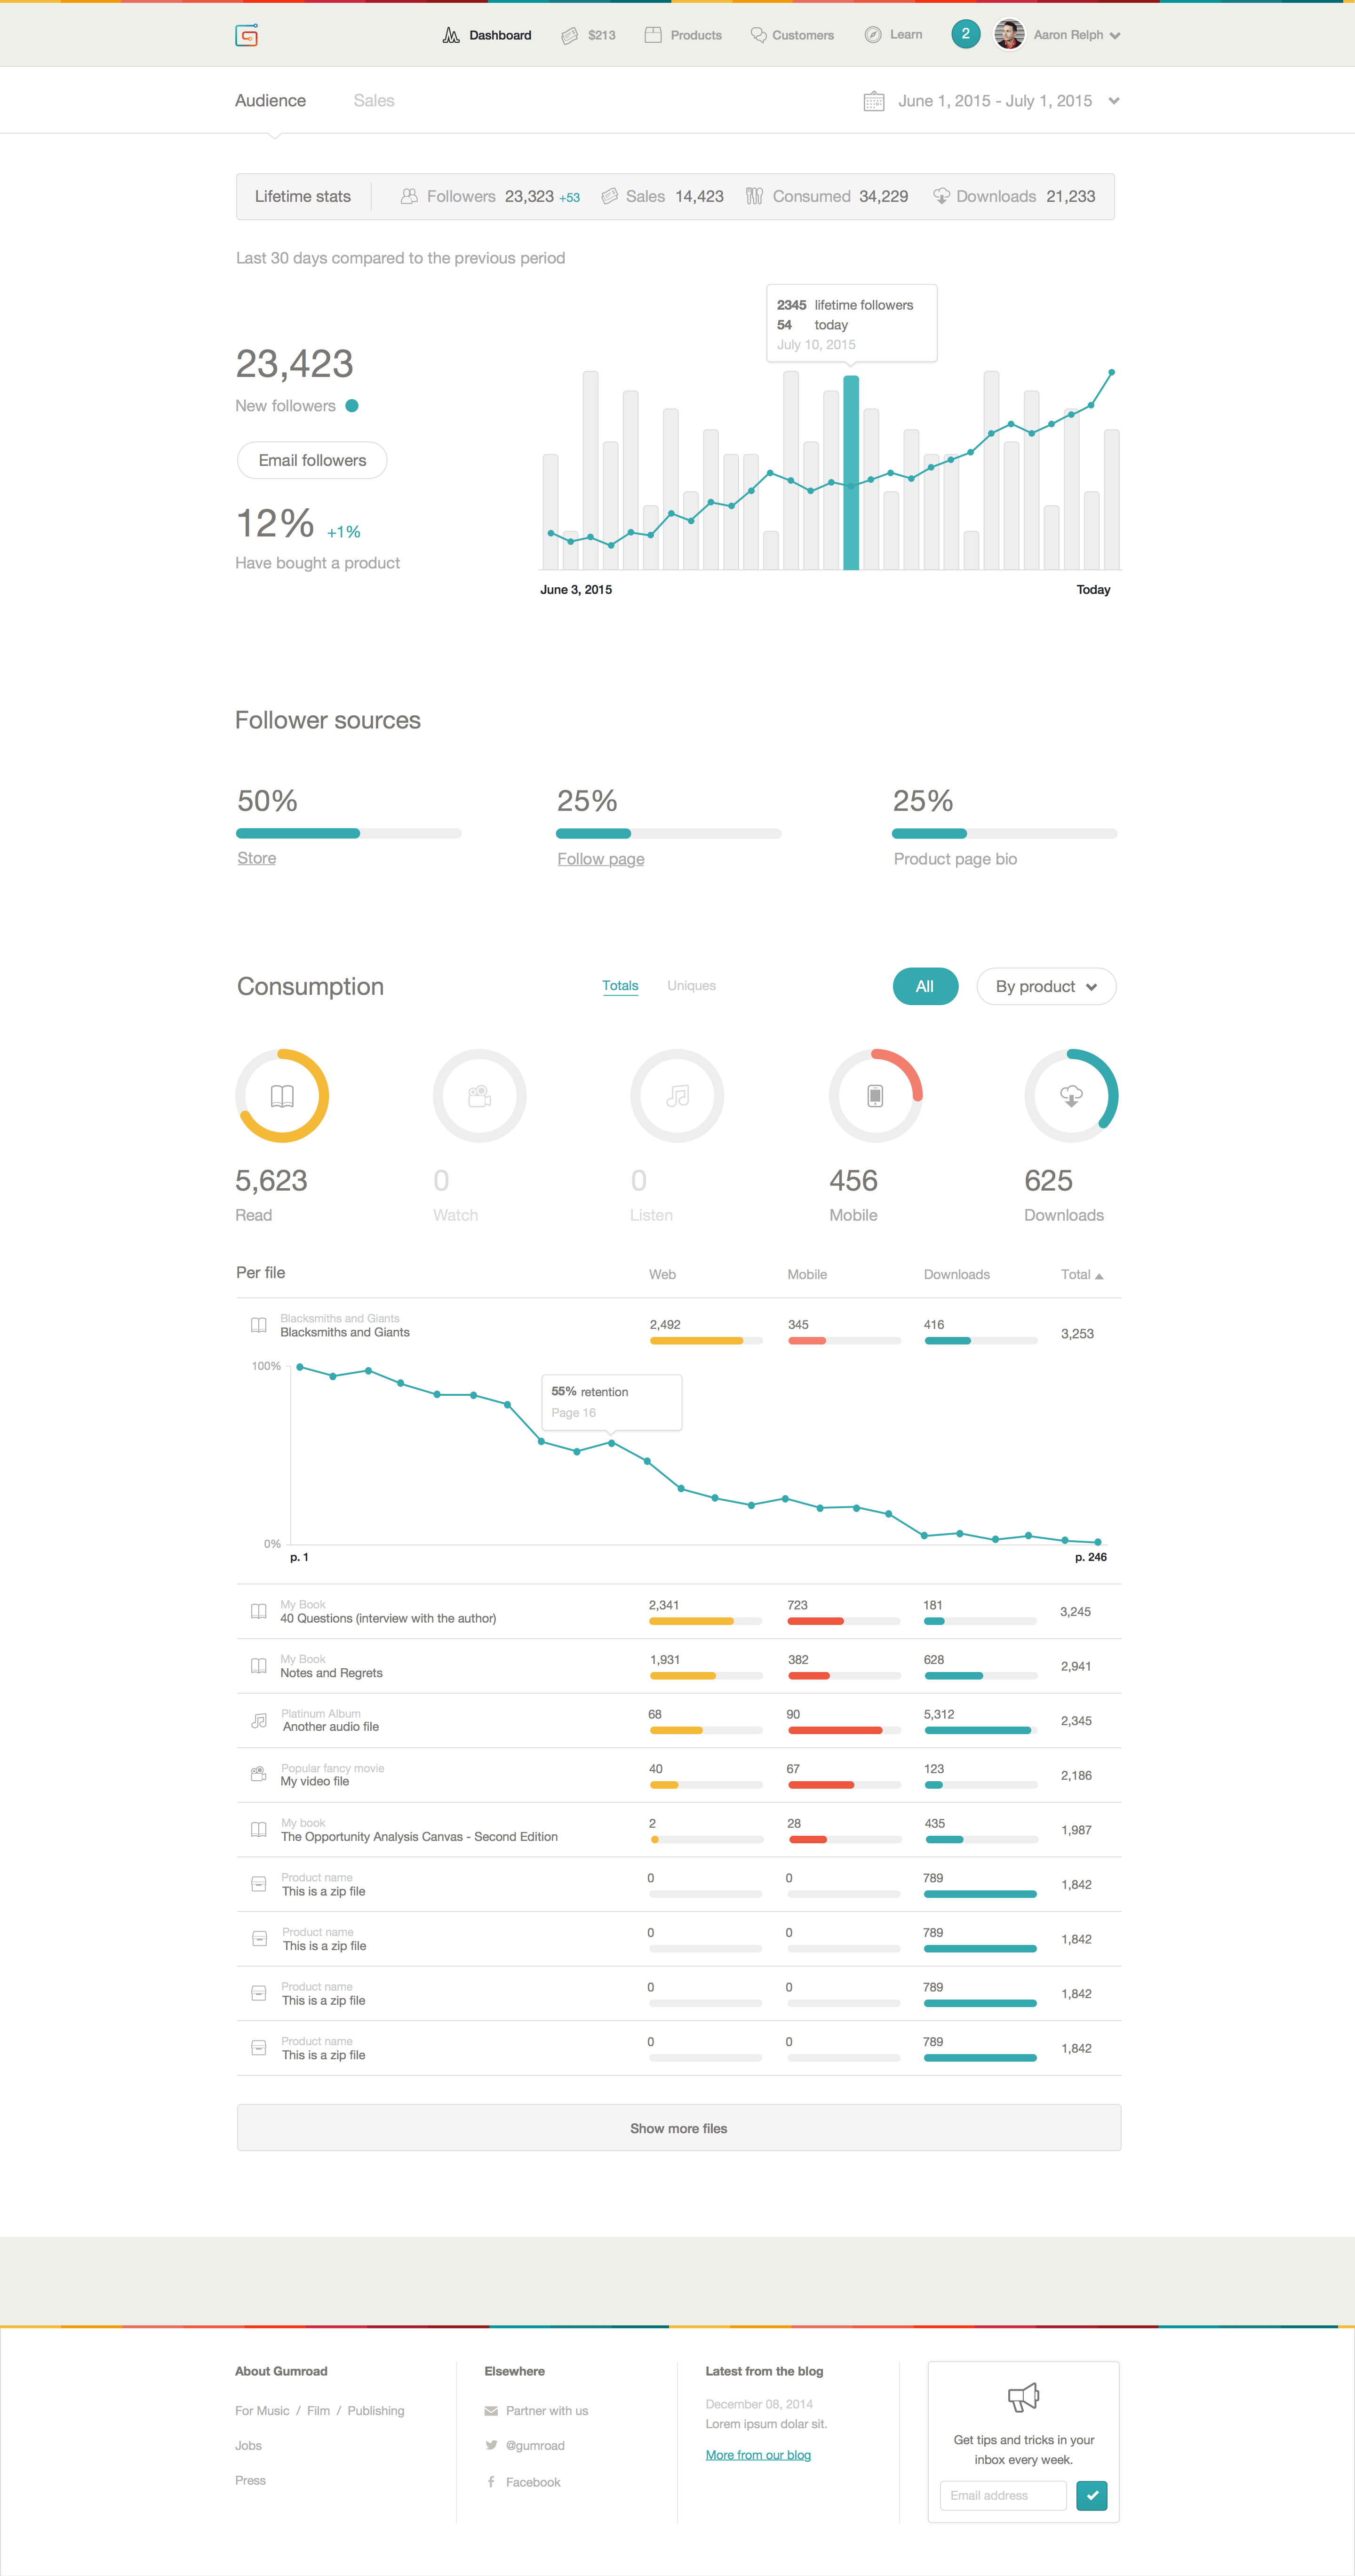 Dashboard $213 Products Customers Learn 2 Aaron Relph
Audience Sales June 1, 2015 - July 1, 2015
Lifetime stats Followers 23,323 +53 Sales 14,423 Consumed 34,229 Downloads 21,233
Last 30 days compared to the previous period
2345 lifetime followers
54 today
July 10, 2015
23,423
New followers
Email followers
12% +1%
Have bought a product
June 3, 2015 Today
Follower sources
50% 25% 25%
Store Follow page Product page bio
Consumption Totals Uniques All By product
5,623 0 0 456 625
Read Watch Listen Mobile Downloads
Per file Web Mobile Downloads Total
Blacksmiths and Giants
Blacksmiths and Giants
2,492 345 416 3,253
100%
55% retention
Page 16
0%
p. 1 p. 246
My Book
40 Questions (interview with the author)
2,341 723 181 3,245
My Book
Notes and Regrets
1,931 382 628 2,941
Platinum Album
Another audio file
68 90 5,312 2,345
Popular fancy movie
My video file
40 67 123 2,186
My book
The Opportunity Analysis Canvas - Second Edition
2 28 435 1,987
Product name
This is a zip file
0 0 789 1,842
Product name
This is a zip file
0 0 789 1,842
Product name
This is a zip file
0 0 789 1,842
Product name
This is a zip file
0 0 789 1,842
Show more files
About Gumroad
For Music / Film / Publishing
Jobs
Press
Elsewhere
Partner with us
@gumroad
Facebook
Latest from the blog
December 08, 2014
Lorem ipsum dolar sit.
More from our blog
Get tips and tricks in your
inbox every week.
Email address